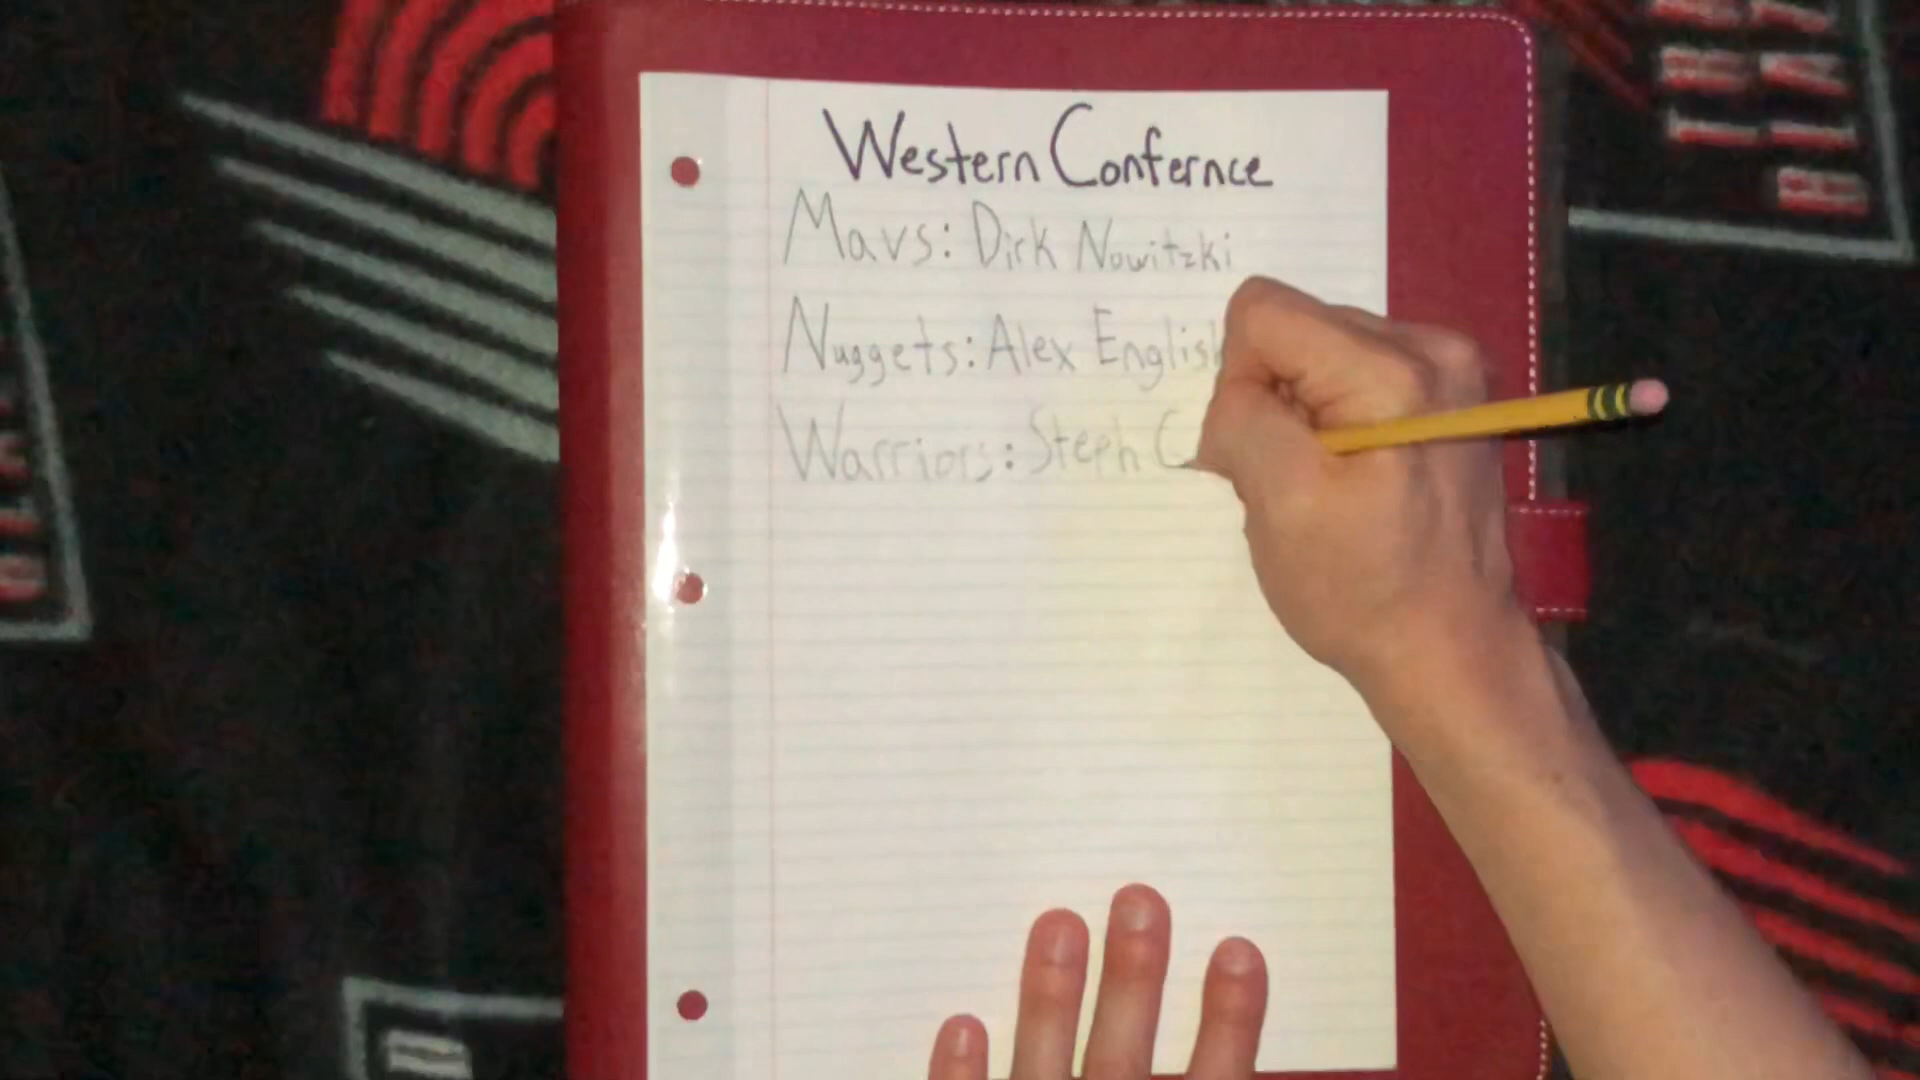 Western Confernce
Mavs: Dirk Nowitzki
Nuggets: Alex English
Warriors: Steph C